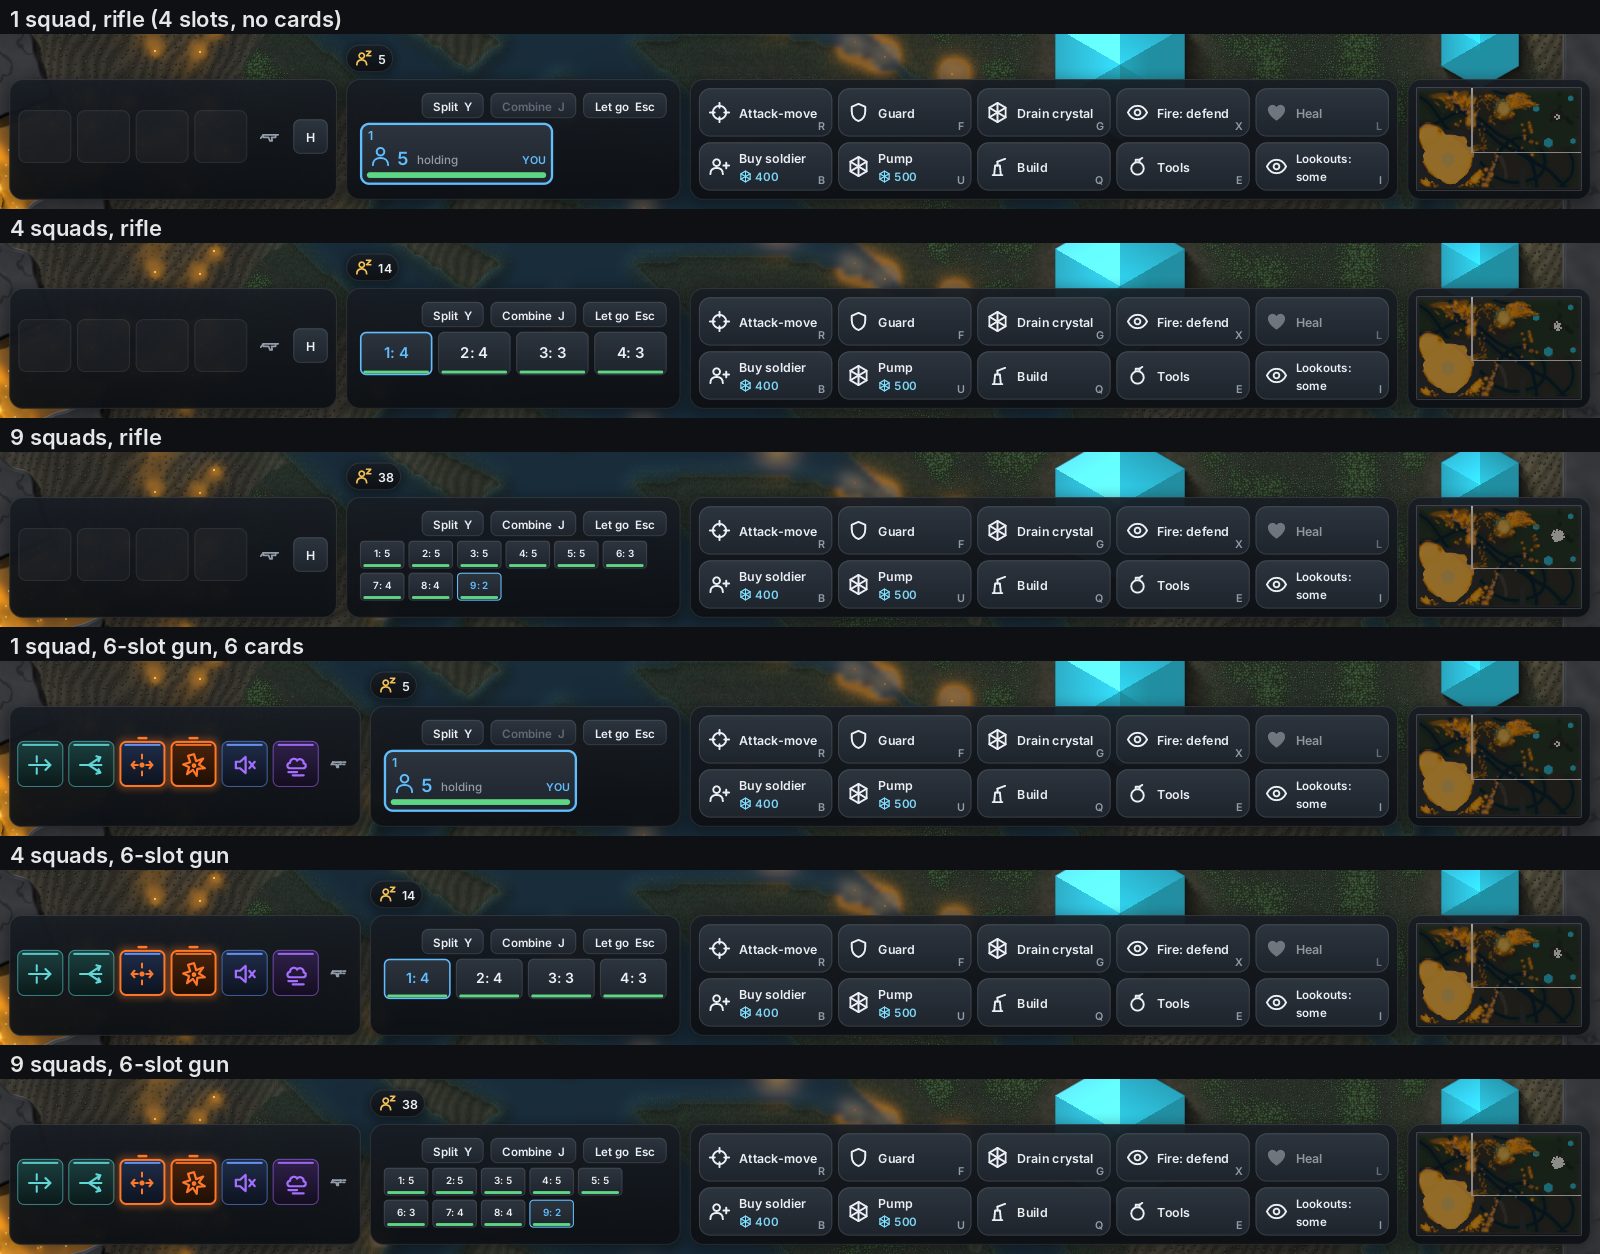 1 squad, rifle (4 slots, no cards)
5
Split Y Combine J Let go Esc
H
1
5 holding YOU
Attack-move R Guard F Drain crystal G Fire: defend X Heal L
Buy soldier 400 B Pump 500 U Build Q Tools E Lookouts: some I
4 squads, rifle
14
Split Y Combine J Let go Esc
H
1: 4 2: 4 3: 3 4: 3
Attack-move R Guard F Drain crystal G Fire: defend X Heal L
Buy soldier 400 B Pump 500 U Build Q Tools E Lookouts: some I
9 squads, rifle
38
Split Y Combine J Let go Esc
H
1: 5 2: 5 3: 5 4: 5 5: 5 6: 3
7: 4 8: 4 9: 2
Attack-move R Guard F Drain crystal G Fire: defend X Heal L
Buy soldier 400 B Pump 500 U Build Q Tools E Lookouts: some I
1 squad, 6-slot gun, 6 cards
5
Split Y Combine J Let go Esc
1
5 holding YOU
Attack-move R Guard F Drain crystal G Fire: defend X Heal L
Buy soldier 400 B Pump 500 U Build Q Tools E Lookouts: some I
4 squads, 6-slot gun
14
Split Y Combine J Let go Esc
1: 4 2: 4 3: 3 4: 3
Attack-move R Guard F Drain crystal G Fire: defend X Heal L
Buy soldier 400 B Pump 500 U Build Q Tools E Lookouts: some I
9 squads, 6-slot gun
38
Split Y Combine J Let go Esc
1: 5 2: 5 3: 5 4: 5 5: 5
6: 3 7: 4 8: 4 9: 2
Attack-move R Guard F Drain crystal G Fire: defend X Heal L
Buy soldier 400 B Pump 500 U Build Q Tools E Lookouts: some I